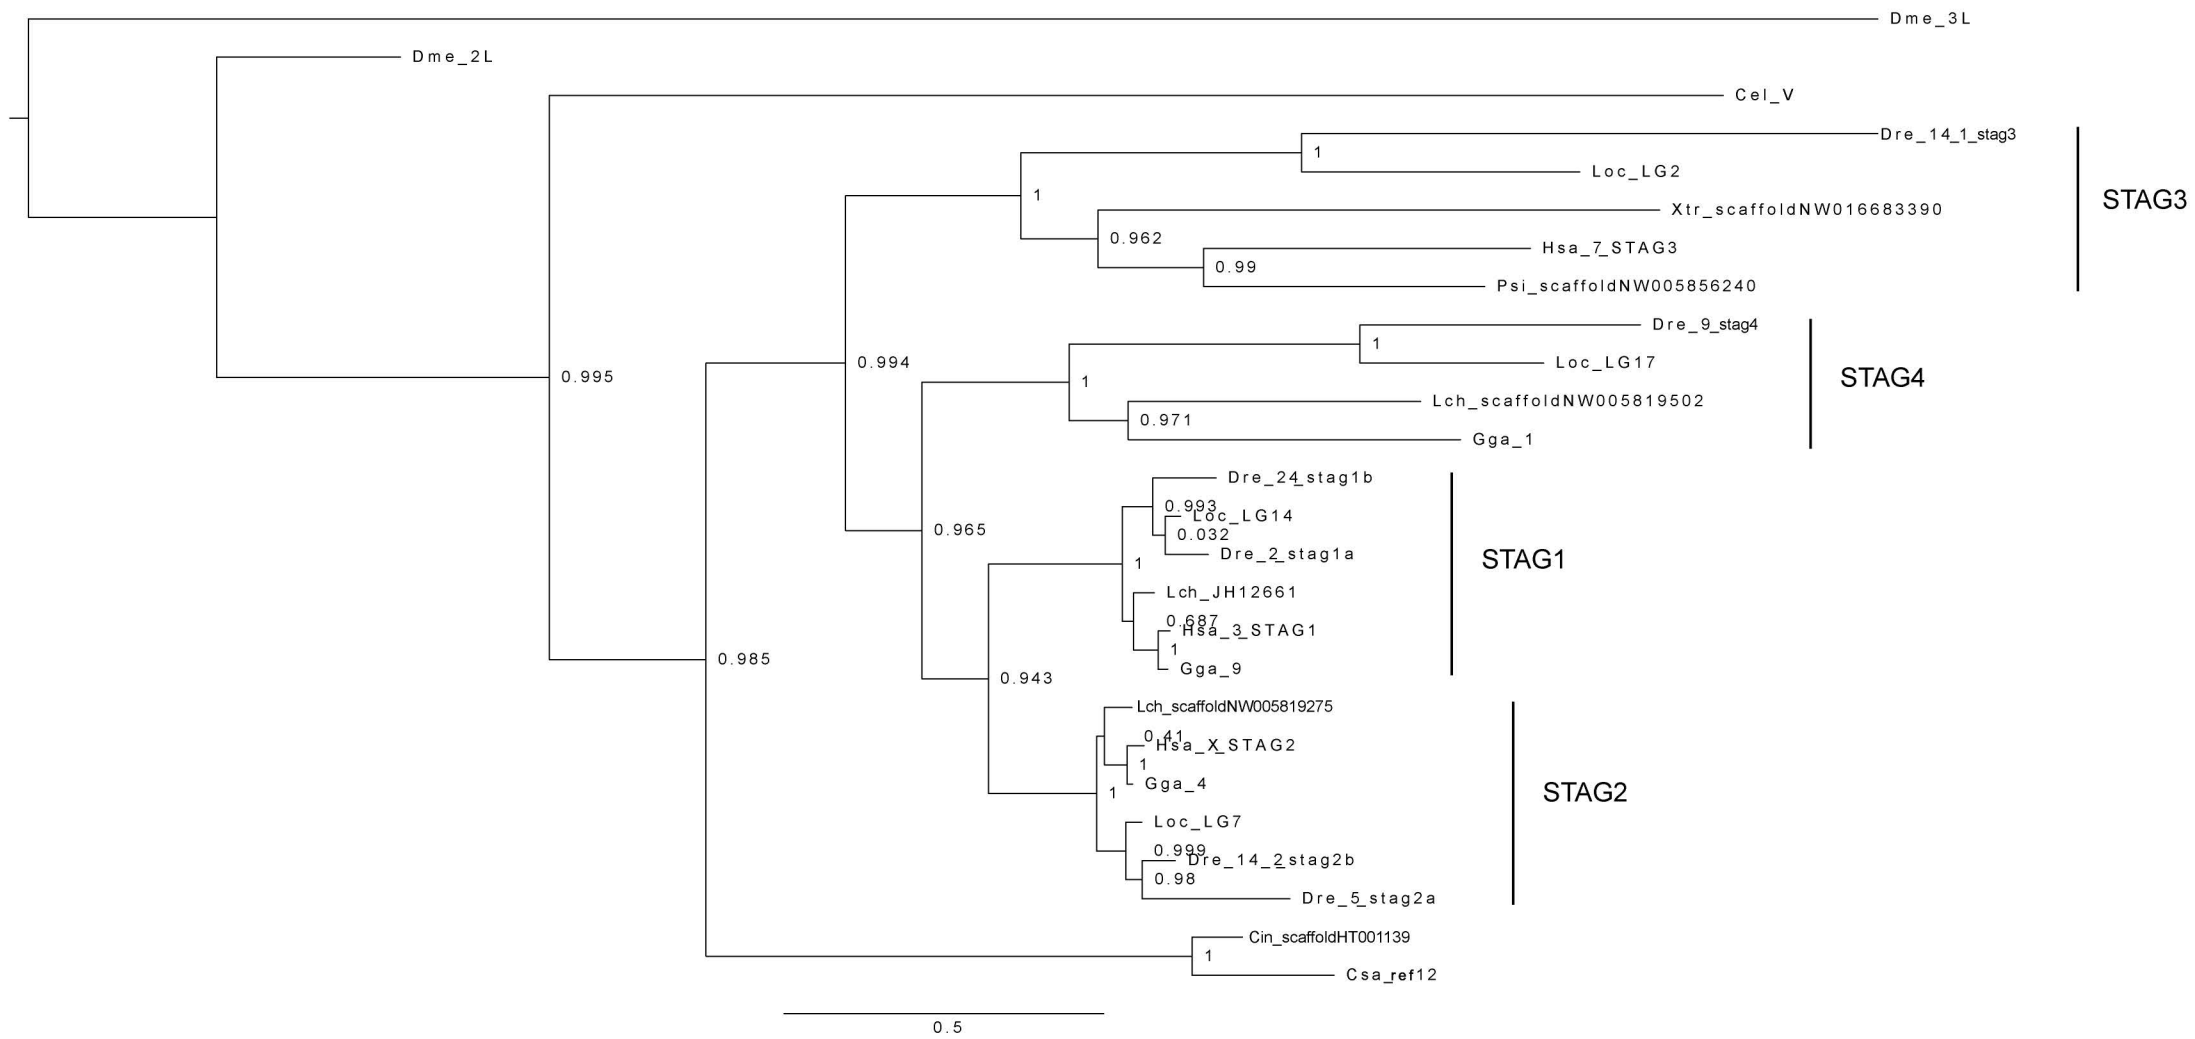 Dme_3L
Dme_2L
Cel_V
Dre_14_1_stag3
1
Loc_LG2
1
STAG3
Xtr_scaffoldNW016683390
0.962
Hsa_7_STAG3
0.99
Psi_scaffoldNW005856240
Dre_9_stag4
1
0.994
Loc_LG17
0.995
STAG4
1
Lch_scaffoldNW005819502
0.971
Gga_1
Dre_24_stag1b
0.993
Loc_LG14
0.965
0.032
Dre_2_stag1a
STAG1
1
Lch_JH12661
0.687
Hsa_3_STAG1
1
0.985
Gga_9
0.943
Lch_scaffoldNW005819275
0.41
Hsa_X_STAG2
1
Gga_4
1
STAG2
Loc_LG7
0.999
Dre_14_2_stag2b
0.98
Dre_5_stag2a
Cin_scaffoldHT001139
1
Csa_ref12
0.5